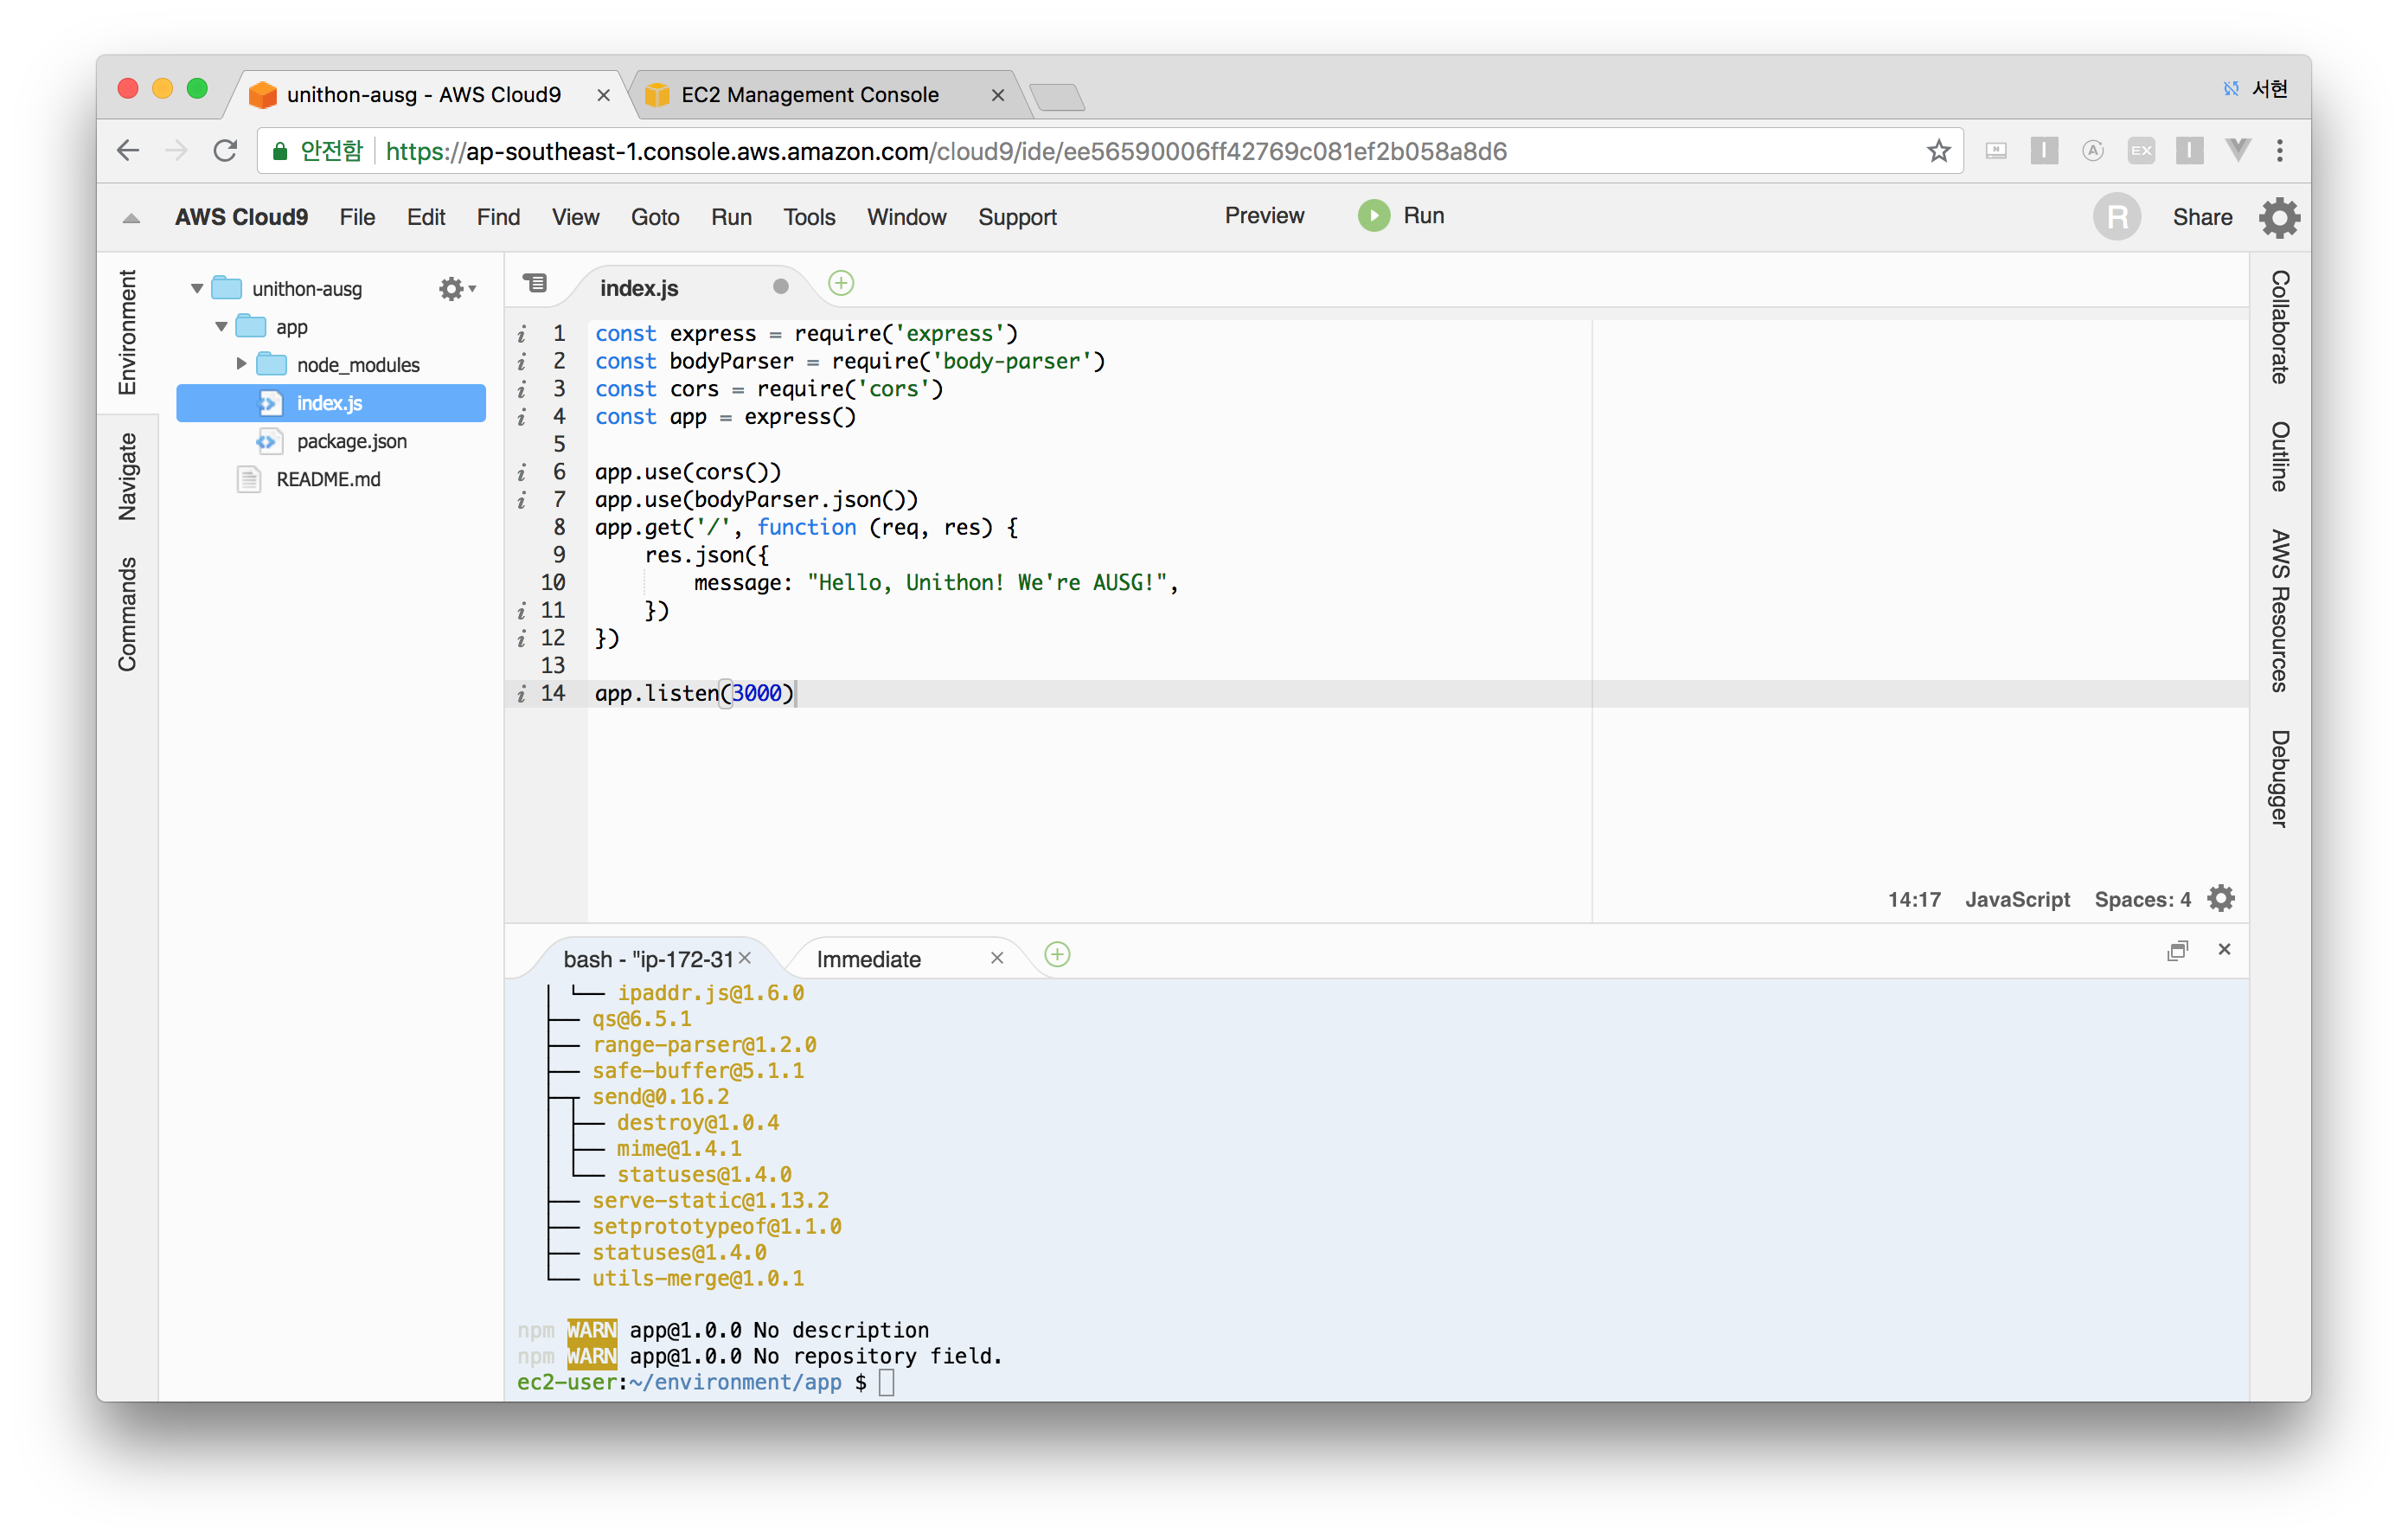 unithon-ausg - AWS Cloud9
EC2 Management Console
서현
안전함 https://ap-southeast-1.console.aws.amazon.com/cloud9/ide/ee56590006ff42769c081ef2b058a8d6
AWS Cloud9 File Edit Find View Goto Run Tools Window Support Preview Run R Share
Environment
Navigate
Commands
unithon-ausg
app
node_modules
index.js
package.json
README.md
index.js
1 const express = require('express')
2 const bodyParser = require('body-parser')
3 const cors = require('cors')
4 const app = express()
5
6 app.use(cors())
7 app.use(bodyParser.json())
8 app.get('/', function (req, res) {
9 res.json({
10 message: "Hello, Unithon! We're AUSG!",
11 })
12 })
13
14 app.listen(3000)
14:17 JavaScript Spaces: 4
Collaborate
Outline
AWS Resources
Debugger
bash - "ip-172-31
Immediate
│ └── ipaddr.js@1.6.0
├── qs@6.5.1
├── range-parser@1.2.0
├── safe-buffer@5.1.1
├─┬ send@0.16.2
│ ├── destroy@1.0.4
│ ├── mime@1.4.1
│ └── statuses@1.4.0
├── serve-static@1.13.2
├── setprototypeof@1.1.0
├── statuses@1.4.0
└── utils-merge@1.0.1
npm WARN app@1.0.0 No description
npm WARN app@1.0.0 No repository field.
ec2-user:~/environment/app $